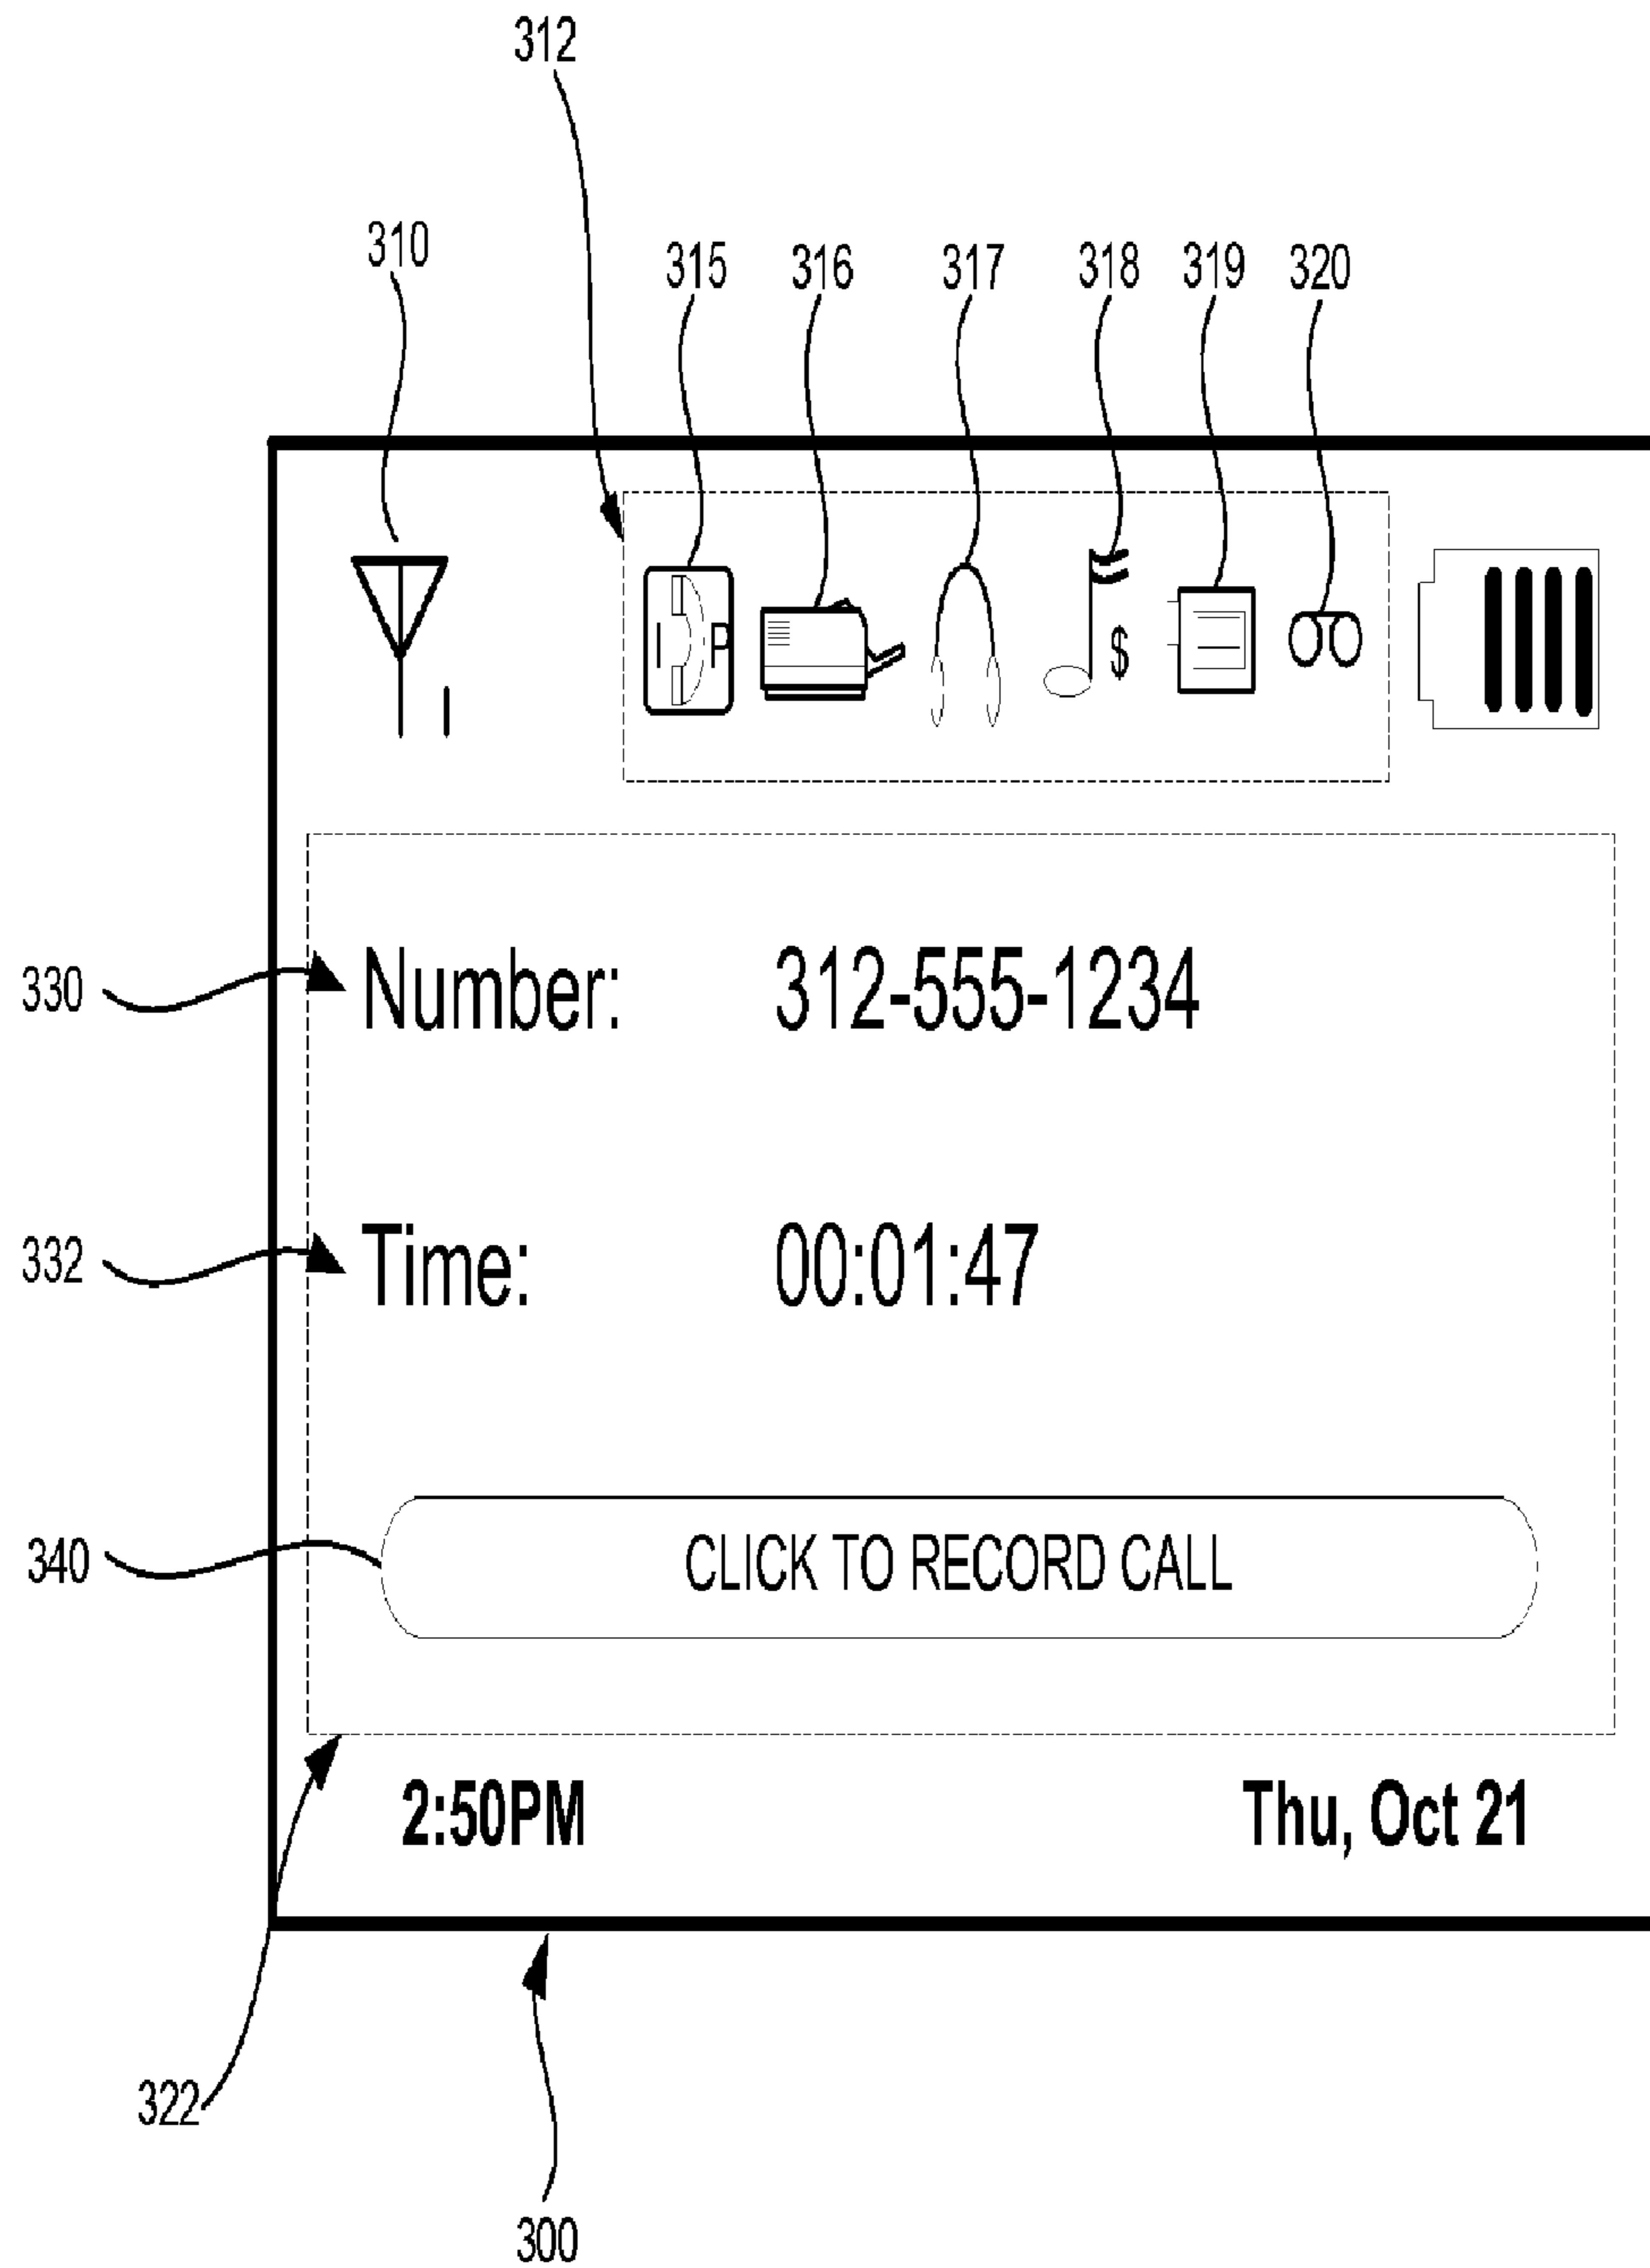 312
310
315 316 317 318 319 320
I P
$
330 Number: 312-555-1234
332 Time: 00:01:47
340 CLICK TO RECORD CALL
2:50PM Thu, Oct 21
322
300